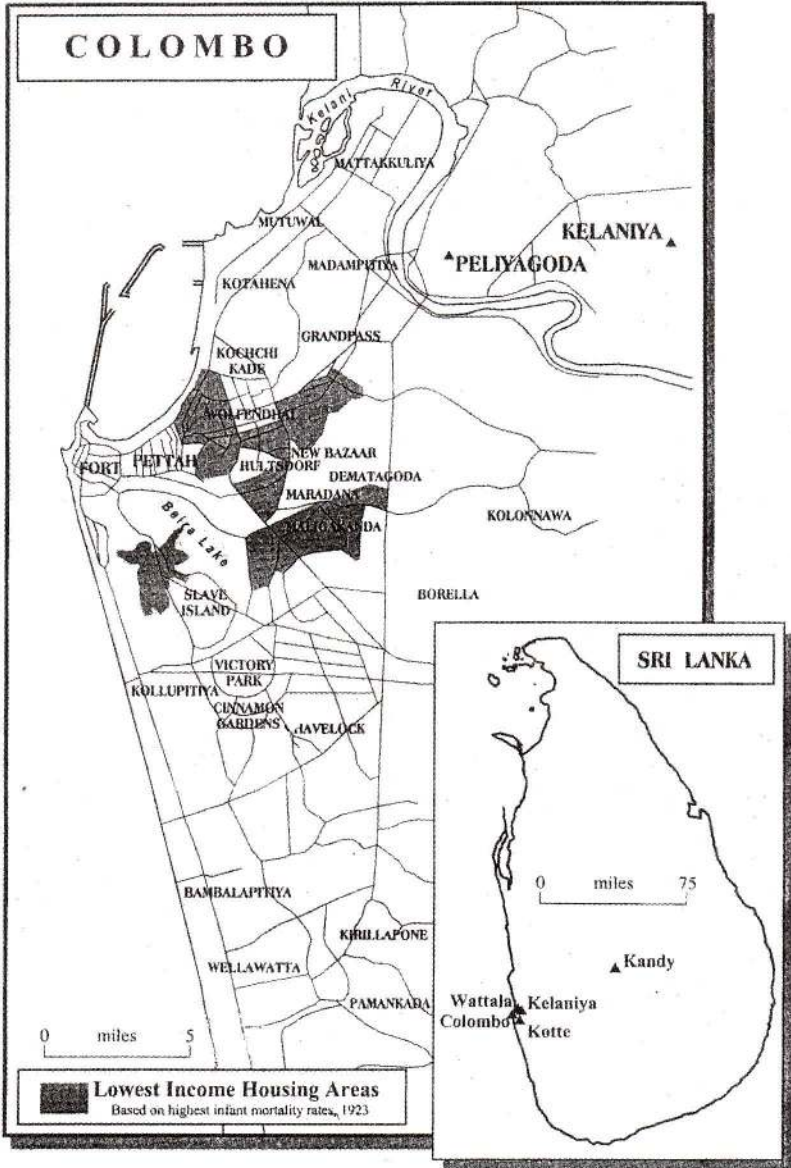 COLOMBO
Kelani River
MATTAKKULIYA
MUTUWAL
KELANIYA
PELIYAGODA
MADAMPITIYA
KOTAHENA
GRANDPASS
KOCHCHI
KADE
WOLFENDHAL
FORT
PETTAH
HULTSDORF
NEW BAZAAR
DEMATAGODA
MARADANA
KOLONNAWA
MALIGAKANDA
Beira Lake
SLAVE
ISLAND
BORELLA
VICTORY
PARK
KOLLUPITIYA
CINNAMON
GARDENS
HAVELOCK
BAMBALAPITIYA
KIRILLAPONE
WELLAWATTA
PAMANKADA
0 miles 5
Lowest Income Housing Areas
Based on highest infant mortality rates, 1923
SRI LANKA
0 miles 75
Kandy
Wattala
Kelaniya
Colombo
Kotte